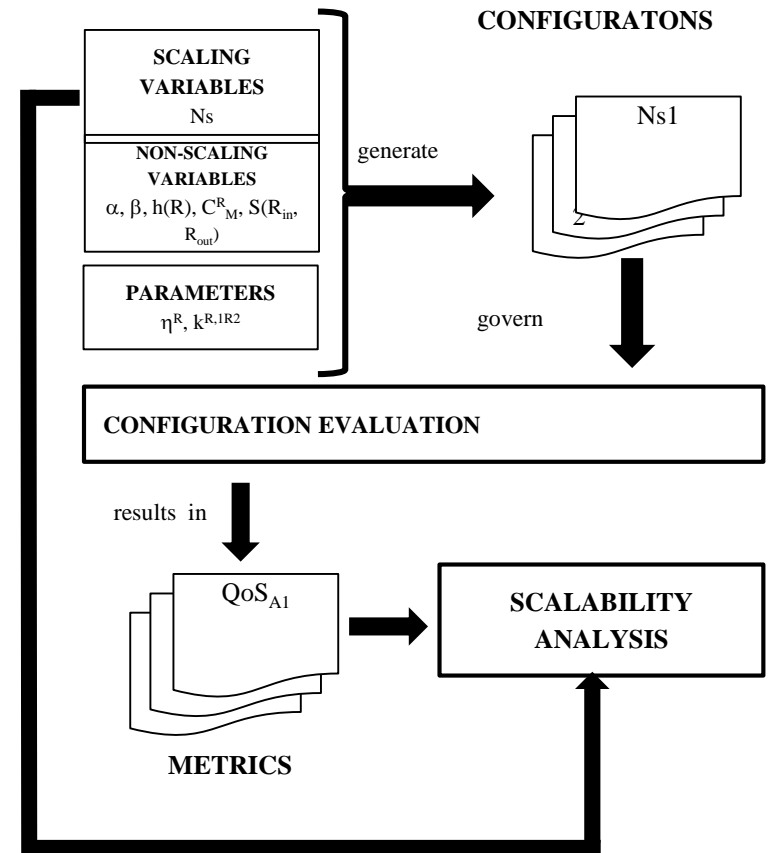 CONFIGURATONS
SCALING
VARIABLES
Ns
NON-SCALING
VARIABLES
α, β, h(R), C^R_M, S(R_in,
R_out)
PARAMETERS
η^R, k^R,1R2
generate
Ns1
2
govern
CONFIGURATION EVALUATION
results in
QoS_A1
METRICS
SCALABILITY
ANALYSIS